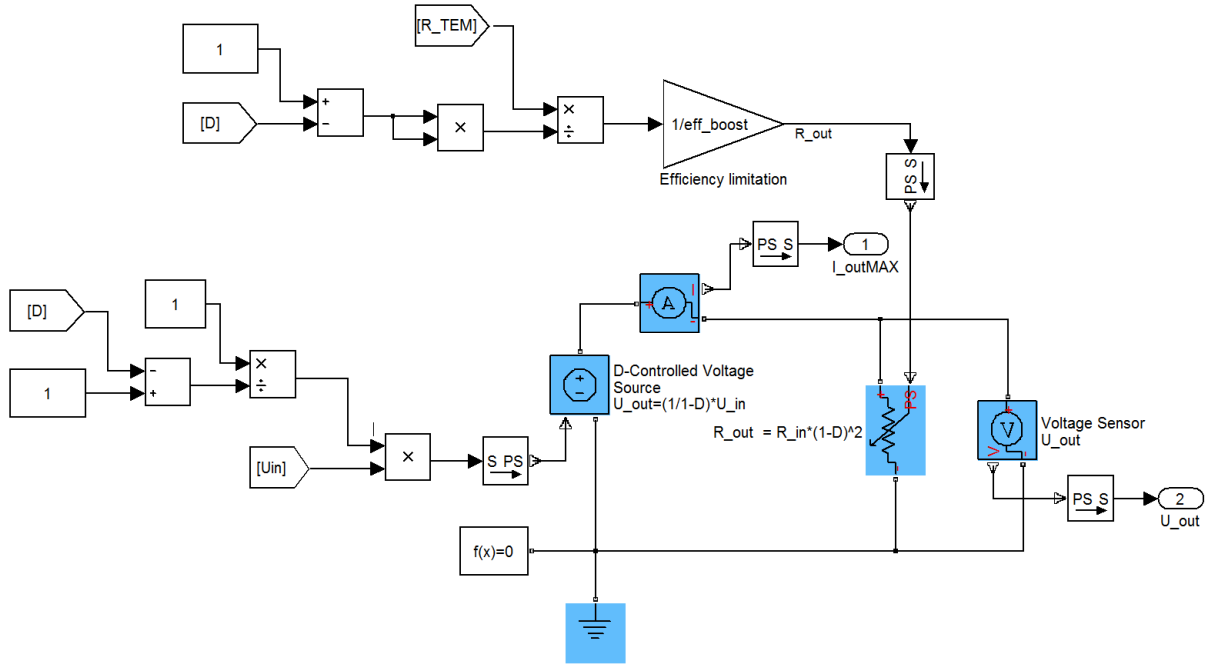 [R_TEM]
1
+
−
[D]
×
×
÷
1/eff_boost
R_out
Efficiency limitation
PS S
PS S
1
I_outMAX
A
+
-
I
[D]
1
−
+
1
×
÷
[Uin]
×
S PS
+
−
D-Controlled Voltage
Source
U_out=(1/1-D)*U_in
R_out = R_in*(1-D)^2
+
PS
-
+
V
V
-
Voltage Sensor
U_out
PS S
2
U_out
f(x)=0